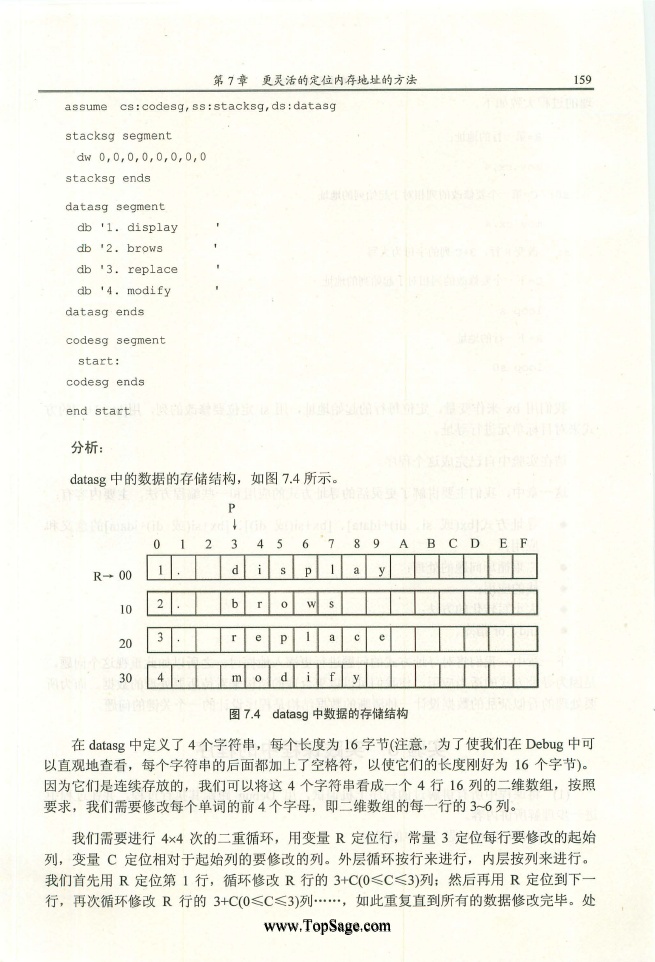 第7章 更灵活的定位内存地址的方法 159
assume cs:codesg,ss:stacksg,ds:datasg
stacksg segment
dw 0,0,0,0,0,0,0,0
stacksg ends
datasg segment
db '1. display '
db '2. brows '
db '3. replace '
db '4. modify '
datasg ends
codesg segment
start:
codesg ends
end start
分析：
datasg 中的数据的存储结构，如图 7.4 所示。
P
↓
0 1 2 3 4 5 6 7 8 9 A B C D E F
R→ 00 1 . d i s p l a y
10 2 . b r o w s
20 3 . r e p l a c e
30 4 . m o d i f y
图 7.4 datasg 中数据的存储结构
在 datasg 中定义了 4 个字符串，每个长度为 16 字节(注意，为了使我们在 Debug 中可
以直观地查看，每个字符串的后面都加上了空格符，以使它们的长度刚好为 16 个字节)。
因为它们是连续存放的，我们可以将这 4 个字符串看成一个 4 行 16 列的二维数组，按照
要求，我们需要修改每个单词的前 4 个字母，即二维数组的每一行的 3~6 列。
我们需要进行 4×4 次的二重循环，用变量 R 定位行，常量 3 定位每行要修改的起始
列，变量 C 定位相对于起始列的要修改的列。外层循环按行来进行，内层按列来进行。
我们首先用 R 定位第 1 行，循环修改 R 行的 3+C(0≤C≤3)列；然后再用 R 定位到下一
行，再次循环修改 R 行的 3+C(0≤C≤3)列……，如此重复直到所有的数据修改完毕。处
www.TopSage.com